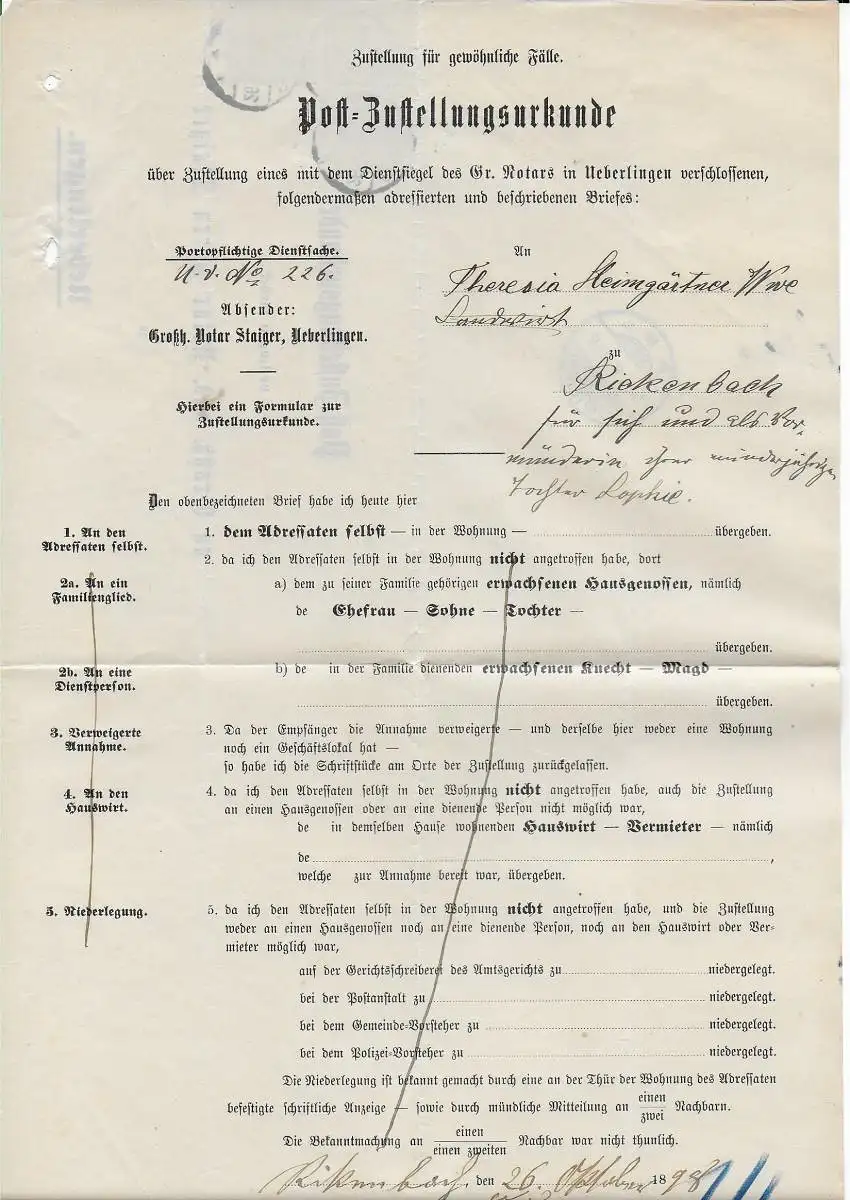 Zustellung für gewöhnliche Fälle.
Post-Zustellungsurkunde
über Zustellung eines mit dem Dienstsiegel des Gr. Notars in Ueberlingen verschlossenen,
folgendermaßen adressierten und beschriebenen Briefes:
Portopflichtige Dienstsache.
U. v. No 226.
Absender:
Großh. Notar Staiger, Ueberlingen.
Hierbei ein Formular zur
Zustellungsurkunde.
An
Theresia Heimgärtner Wwe
Landwirt
zu
Rickenbach
für sich und als Vor-
münderin ihrer minderjährigen
Tochter Sophie.
Den obenbezeichneten Brief habe ich heute hier
1. An den
Adressaten selbst.
1. dem Adressaten selbst — in der Wohnung — übergeben.
2. da ich den Adressaten selbst in der Wohnung nicht angetroffen habe, dort
2a. An ein
Familienglied.
a) dem zu seiner Familie gehörigen erwachsenen Hausgenossen, nämlich
de Ehefrau — Sohne — Tochter —
übergeben.
2b. An eine
Dienstperson.
b) de in der Familie dienenden erwachsenen Knecht — Magd —
übergeben.
3. Verweigerte
Annahme.
3. Da der Empfänger die Annahme verweigerte — und derselbe hier weder eine Wohnung
noch ein Geschäftslokal hat —
so habe ich die Schriftstücke am Orte der Zustellung zurückgelassen.
4. An den
Hauswirt.
4. da ich den Adressaten selbst in der Wohnung nicht angetroffen habe, auch die Zustellung
an einen Hausgenossen oder an eine dienende Person nicht möglich war,
de in demselben Hause wohnenden Hauswirt — Vermieter — nämlich
de ,
welche zur Annahme bereit war, übergeben.
5. Niederlegung.
5. da ich den Adressaten selbst in der Wohnung nicht angetroffen habe, und die Zustellung
weder an einen Hausgenossen noch an eine dienende Person, noch an den Hauswirt oder Ver-
mieter möglich war,
auf der Gerichtsschreiberei des Amtsgerichts zu niedergelegt.
bei der Postanstalt zu niedergelegt.
bei dem Gemeinde-Vorsteher zu niedergelegt.
bei dem Polizei-Vorsteher zu niedergelegt.
Die Niederlegung ist bekannt gemacht durch eine an der Thür der Wohnung des Adressaten
befestigte schriftliche Anzeige — sowie durch mündliche Mitteilung an einen/zwei Nachbarn.
Die Bekanntmachung an einen/einen zweiten Nachbar war nicht thunlich.
Rikenbach, den 26. Oktober 1898